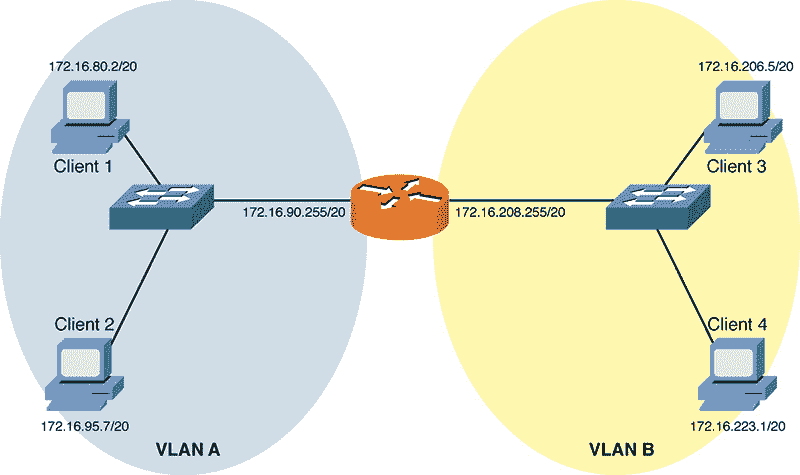 172.16.80.2/20
Client 1
172.16.90.255/20
Client 2
172.16.95.7/20
VLAN A
172.16.206.5/20
Client 3
172.16.208.255/20
Client 4
172.16.223.1/20
VLAN B